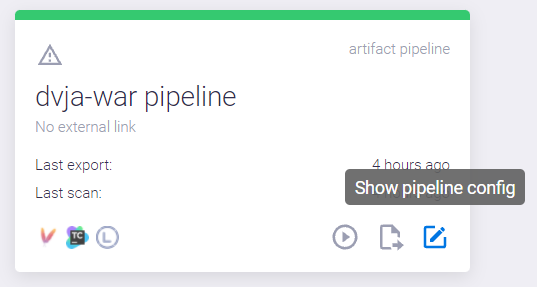 artifact pipeline
dvja-war pipeline
No external link
Last export: 4 hours ago
Last scan:
Show pipeline config
TC L